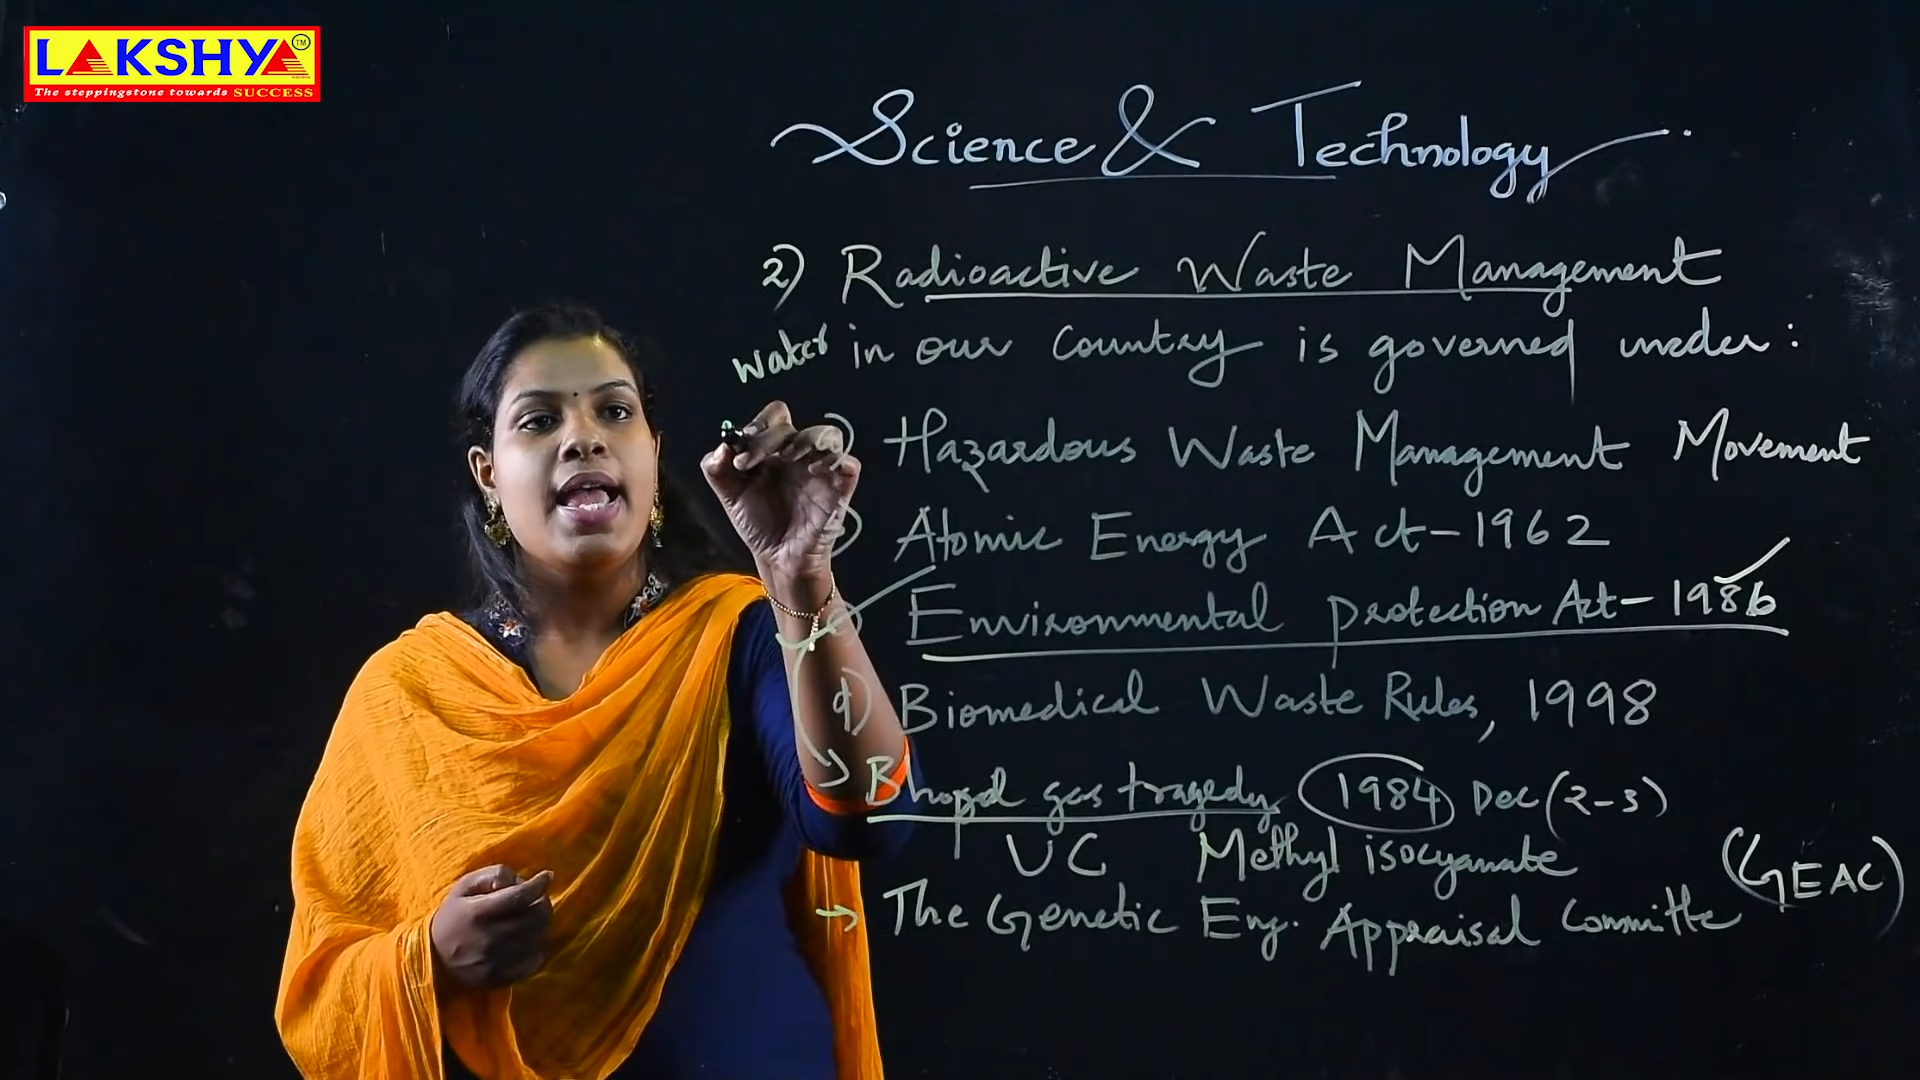 LAKSHYA TM
The steppingstone towards SUCCESS
Science & Technology
2) Radioactive Waste Management
Water
in our country is governed under:
a) Hazardous Waste Management Movement
b) Atomic Energy Act-1962
Environmental protection Act-1986
d) Biomedical Waste Rules, 1998
→ Bhopal gas tragedy 1984 Dec (2-3)
UC Methyl isocyanate
→ The Genetic Eng. Appraisal Committe (GEAC)